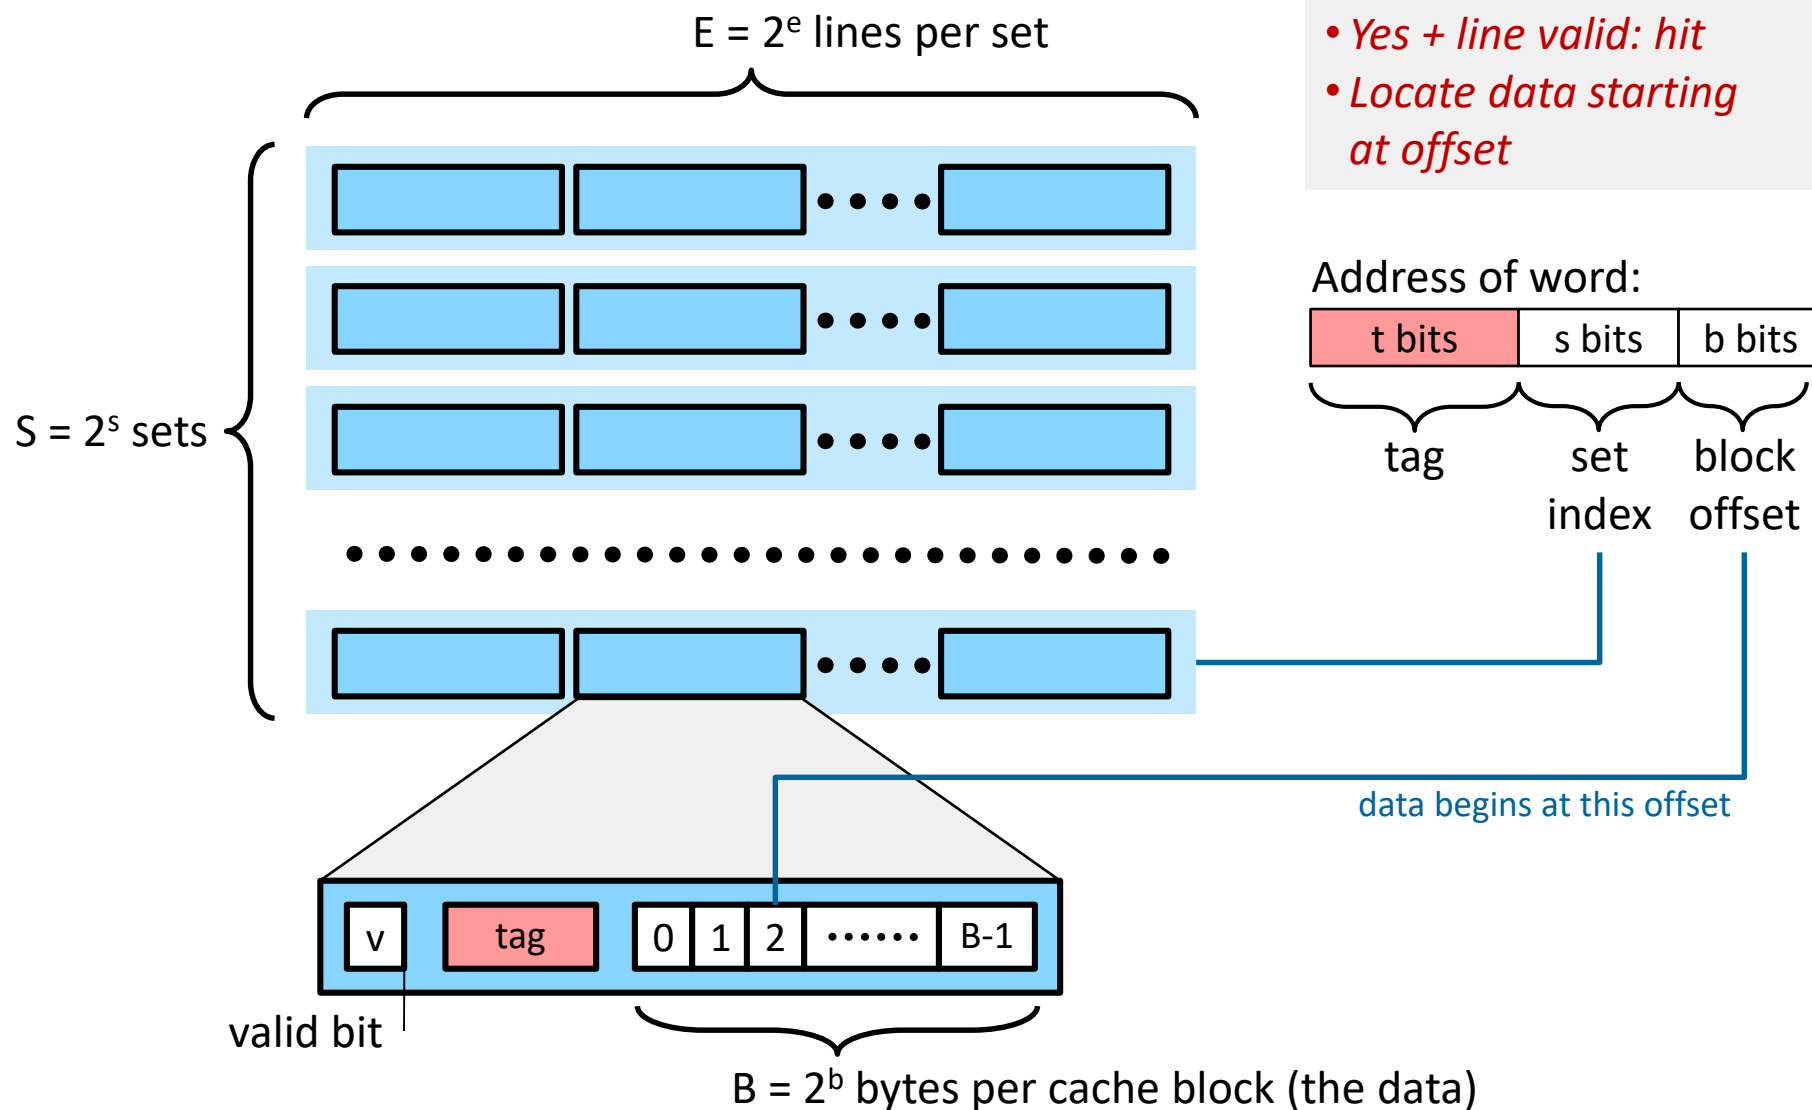 E = 2ᵉ lines per set
• Yes + line valid: hit
• Locate data starting
at offset
Address of word:
t bits s bits b bits
S = 2ˢ sets
tag set block
index offset
data begins at this offset
v tag 0 1 2 •••••• B-1
valid bit
B = 2ᵇ bytes per cache block (the data)